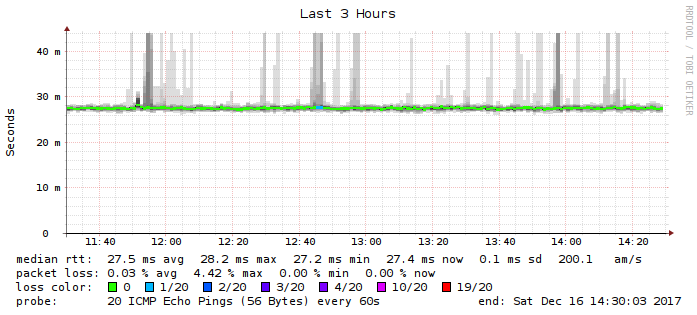 Last 3 Hours
RRDTOOL / TOBI OETIKER
Seconds
40 m
30 m
20 m
10 m
0
11:40 12:00 12:20 12:40 13:00 13:20 13:40 14:00 14:20
median rtt: 27.5 ms avg 28.2 ms max 27.2 ms min 27.4 ms now 0.1 ms sd 200.1 am/s
packet loss: 0.03 % avg 4.42 % max 0.00 % min 0.00 % now
loss color: 0 1/20 2/20 3/20 4/20 10/20 19/20
probe: 20 ICMP Echo Pings (56 Bytes) every 60s end: Sat Dec 16 14:30:03 2017